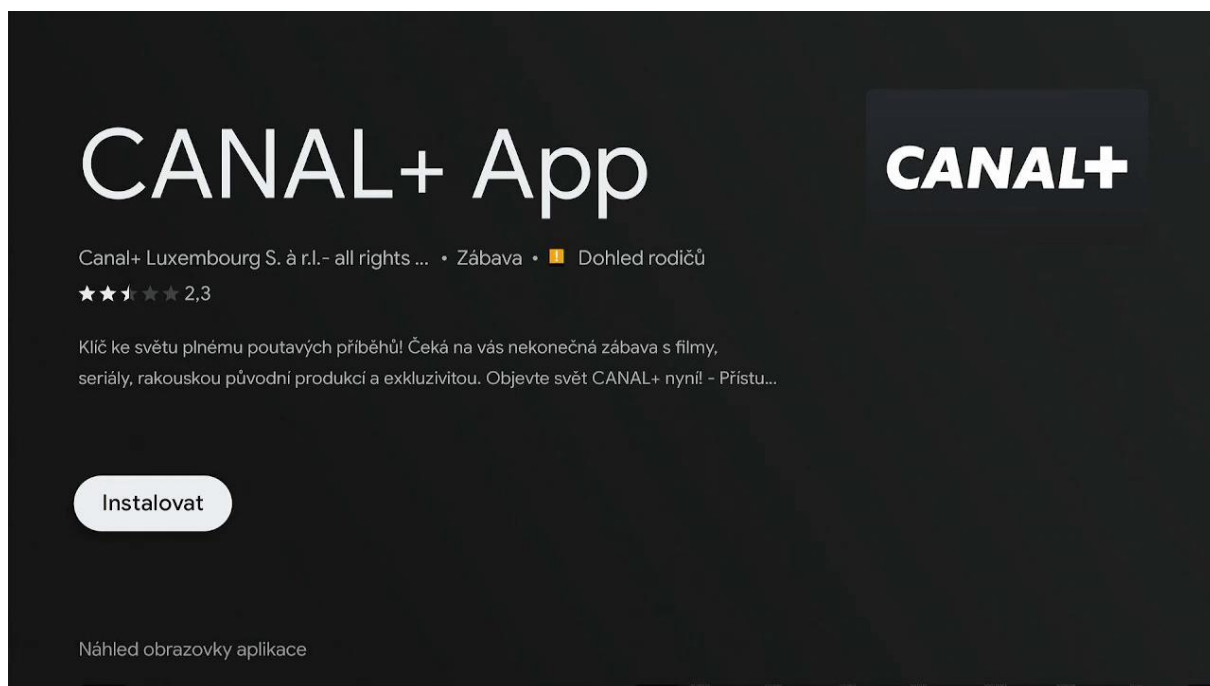 CANAL+ App
CANAL+
Canal+ Luxembourg S. à r.l.- all rights ... • Zábava • ! Dohled rodičů
2,3
Klíč ke světu plnému poutavých příběhů! Čeká na vás nekonečná zábava s filmy,
seriály, rakouskou původní produkcí a exkluzivitou. Objevte svět CANAL+ nyní! - Přístu...
Instalovat
Náhled obrazovky aplikace